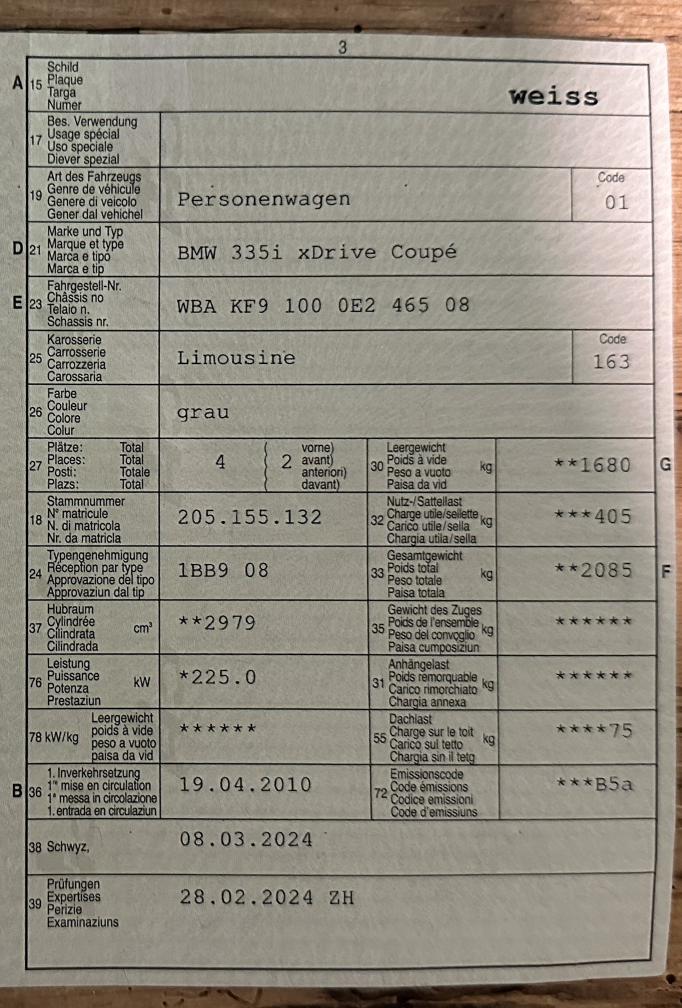 3
A 15 Schild
Plaque
Targa
Numer
weiss
17 Bes. Verwendung
Usage spécial
Uso speciale
Diever spezial
19 Art des Fahrzeugs
Genre de véhicule
Genere di veicolo
Gener dal vehichel
Personenwagen
Code
01
D 21 Marke und Typ
Marque et type
Marca e tipo
Marca e tip
BMW 335i xDrive Coupé
E 23 Fahrgestell-Nr.
Châssis no
Telaio n.
Schassis nr.
WBA KF9 100 0E2 465 08
25 Karosserie
Carrosserie
Carrozzeria
Carossaria
Limousine
Code
163
26 Farbe
Couleur
Colore
Colur
grau
27 Plätze: Total
Places: Total
Posti: Totale
Plazs: Total
4 ( 2 vorne)
avant)
anteriori)
davant)
30 Leergewicht
Poids à vide
Peso a vuoto
Paisa da vid
kg
**1680 G
18 Stammnummer
N° matricule
N. di matricola
Nr. da matricla
205.155.132
32 Nutz-/Sattellast
Charge utile/sellette
Carico utile/sella
Chargia utila/sella
kg
***405
24 Typengenehmigung
Réception par type
Approvazione del tipo
Approvaziun dal tip
1BB9 08
33 Gesamtgewicht
Poids total
Peso totale
Paisa totala
kg
**2085 F
37 Hubraum
Cylindrée
Cilindrata
Cilindrada
cm³
**2979
35 Gewicht des Zuges
Poids de l'ensemble
Peso del convoglio
Paisa cumposiziun
kg
******
76 Leistung
Puissance
Potenza
Prestaziun
kW
*225.0
31 Anhängelast
Poids remorquable
Carico rimorchiato
Chargia annexa
kg
******
78 kW/kg Leergewicht
poids à vide
peso a vuoto
paisa da vid
******
55 Dachlast
Charge sur le toit
Carico sul tetto
Chargia sin il tetg
kg
****75
B 36 1. Inverkehrsetzung
1re mise en circulation
1a messa in circolazione
1. entrada en circulaziun
19.04.2010
72 Emissionscode
Code émissions
Codice emissioni
Code d'emissiuns
***B5a
38 Schwyz,
08.03.2024
39 Prüfungen
Expertises
Perizie
Examinaziuns
28.02.2024 ZH